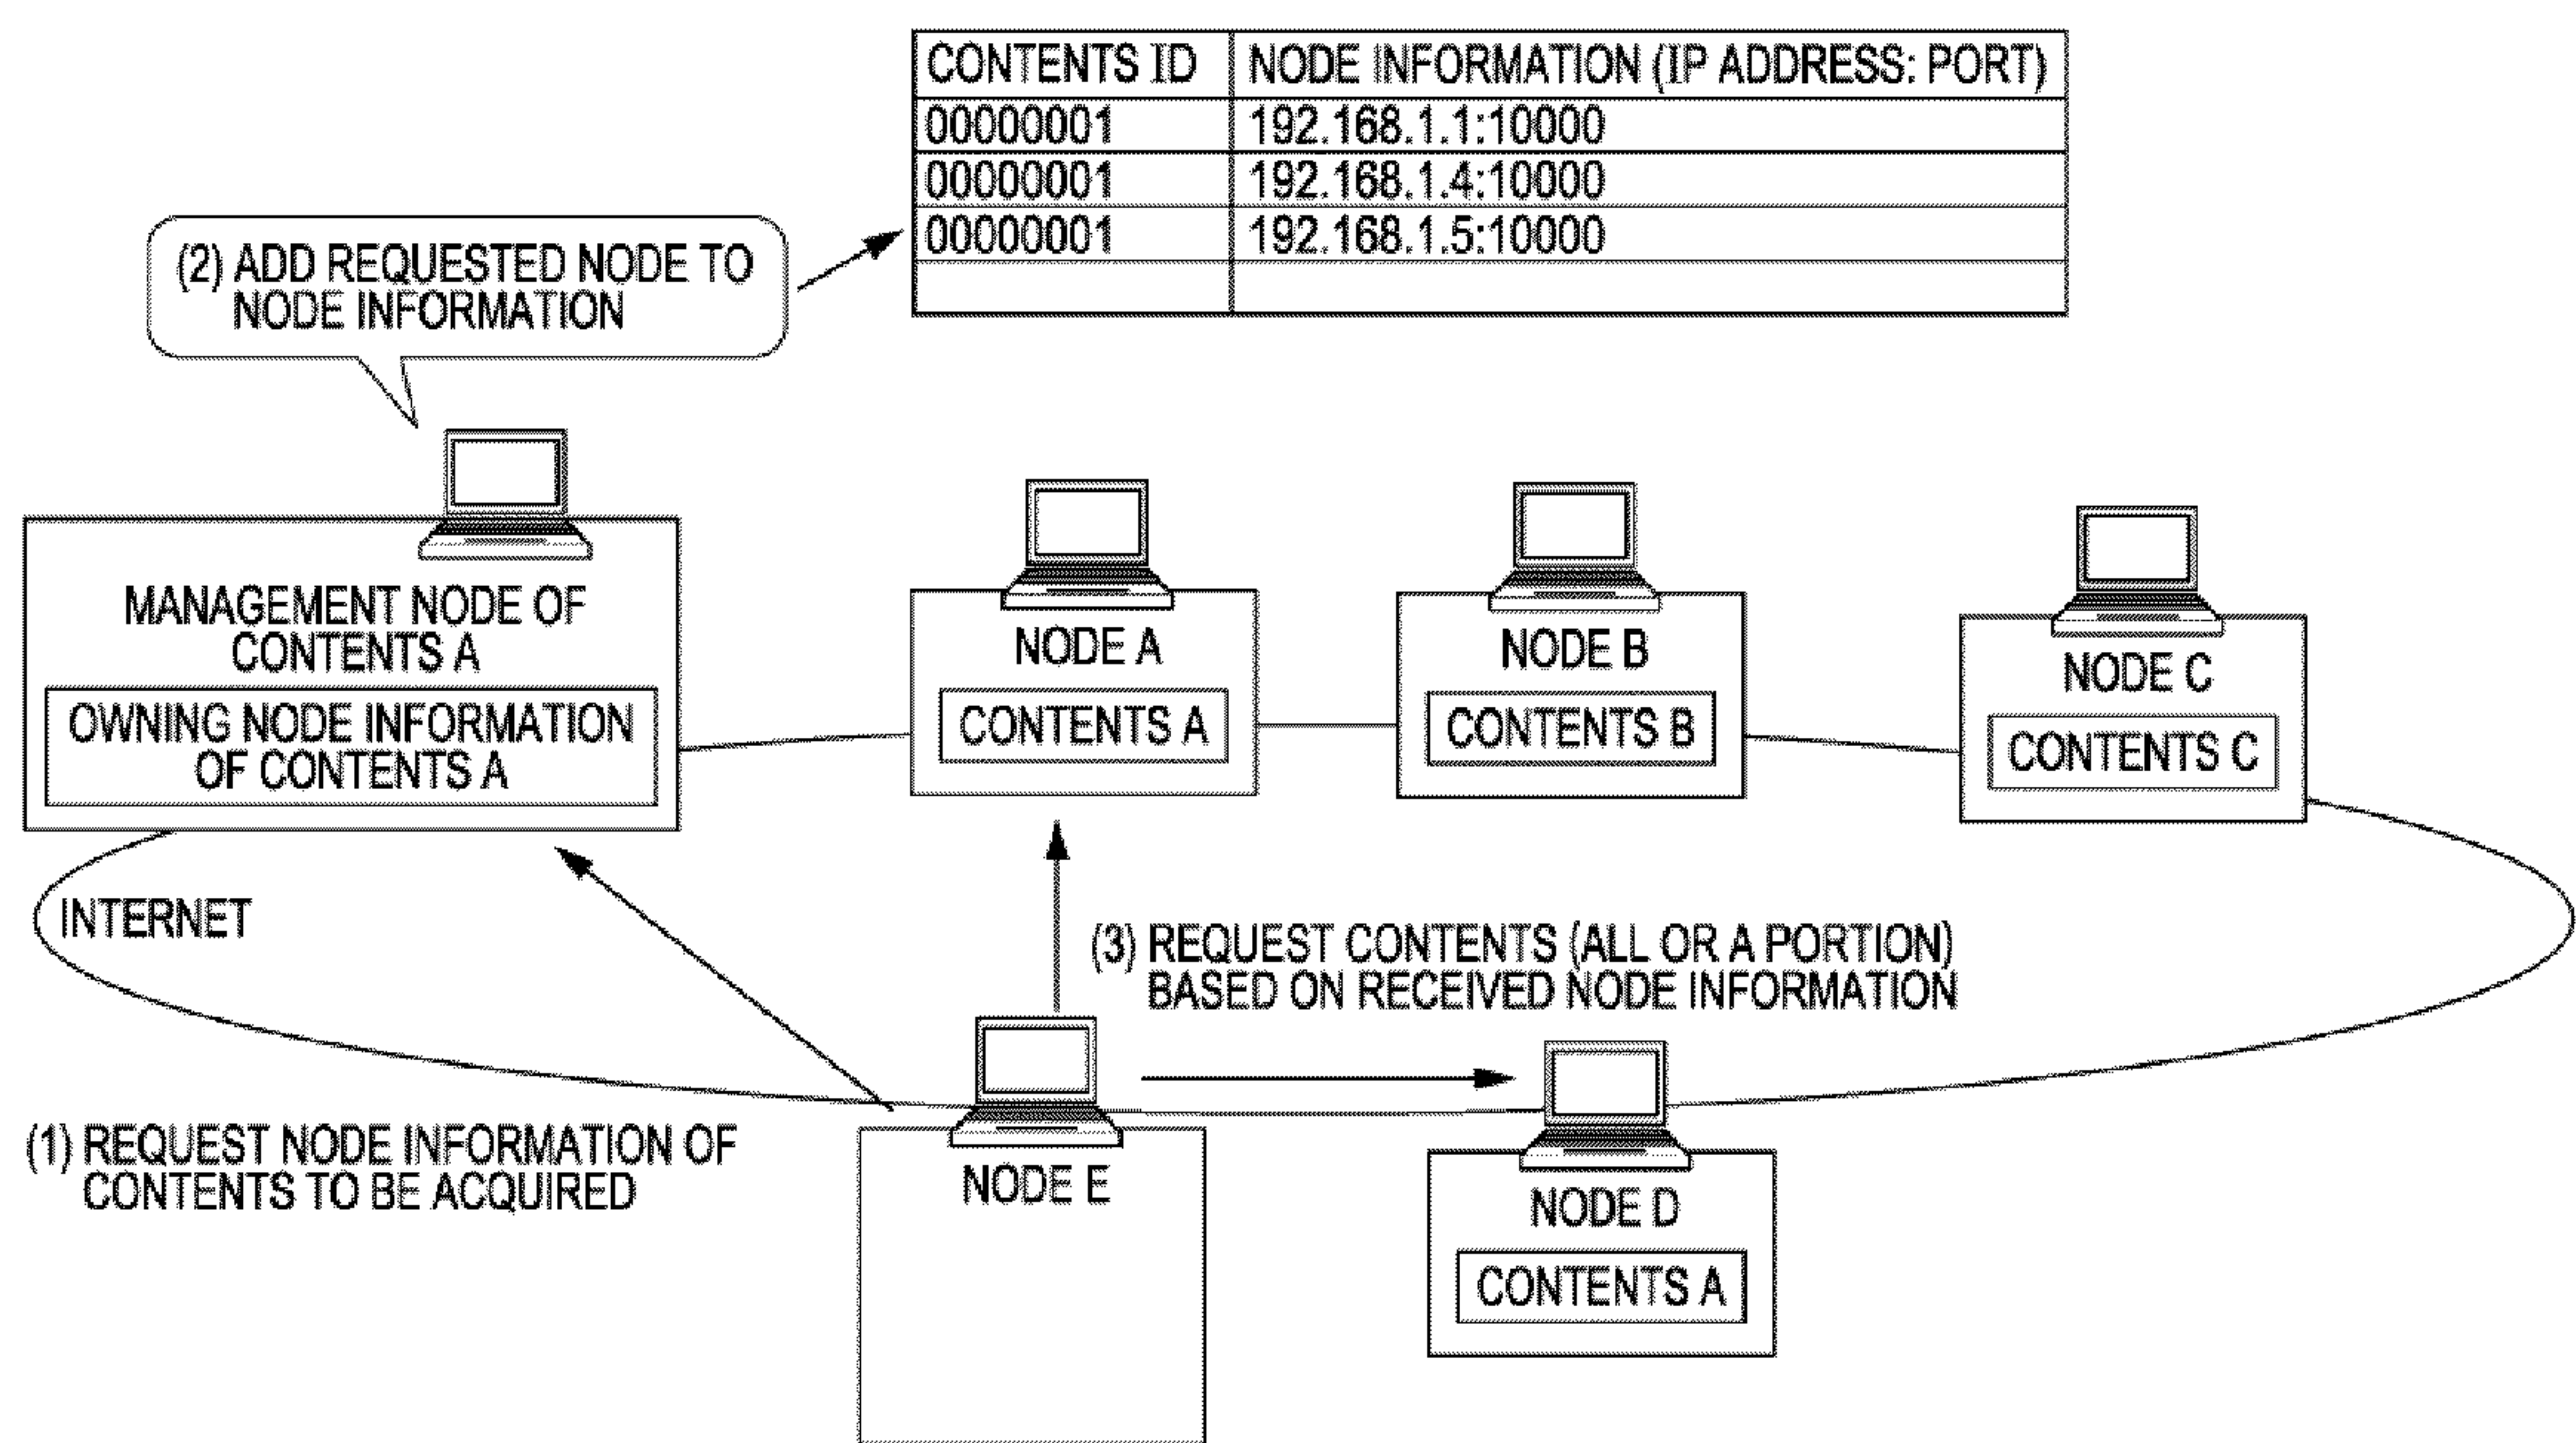 CONTENTS ID NODE INFORMATION (IP ADDRESS: PORT)
00000001 192.168.1.1:10000
00000001 192.168.1.4:10000
00000001 192.168.1.5:10000
(2) ADD REQUESTED NODE TO
NODE INFORMATION
MANAGEMENT NODE OF
CONTENTS A
OWNING NODE INFORMATION
OF CONTENTS A
NODE A
CONTENTS A
NODE B
CONTENTS B
NODE C
CONTENTS C
INTERNET
(3) REQUEST CONTENTS (ALL OR A PORTION)
BASED ON RECEIVED NODE INFORMATION
(1) REQUEST NODE INFORMATION OF
CONTENTS TO BE ACQUIRED
NODE E
NODE D
CONTENTS A